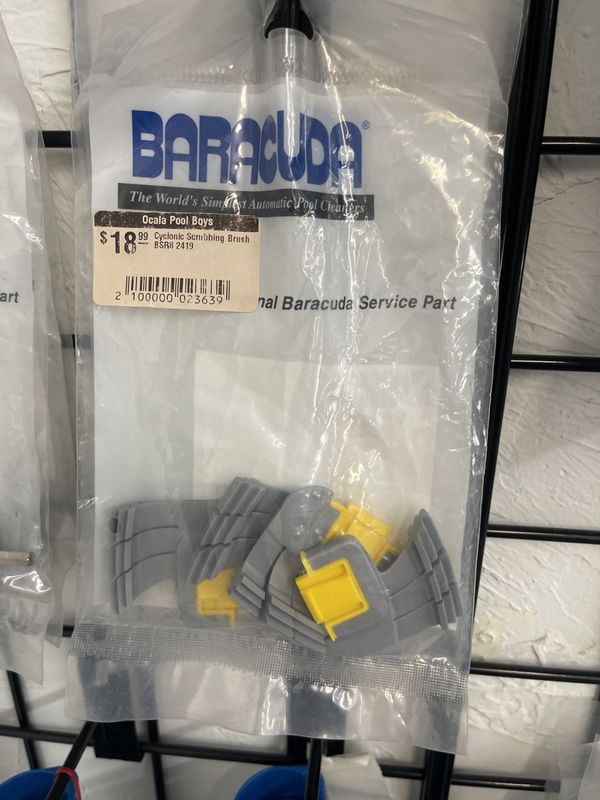 BARACUDA®
The World's Simplest Automatic Pool Cleaners
Ocala Pool Boys
$18.99 Cyclonic Scrubbing Brush
BSR8 2419
2 100000 023639
nal Baracuda Service Part
art